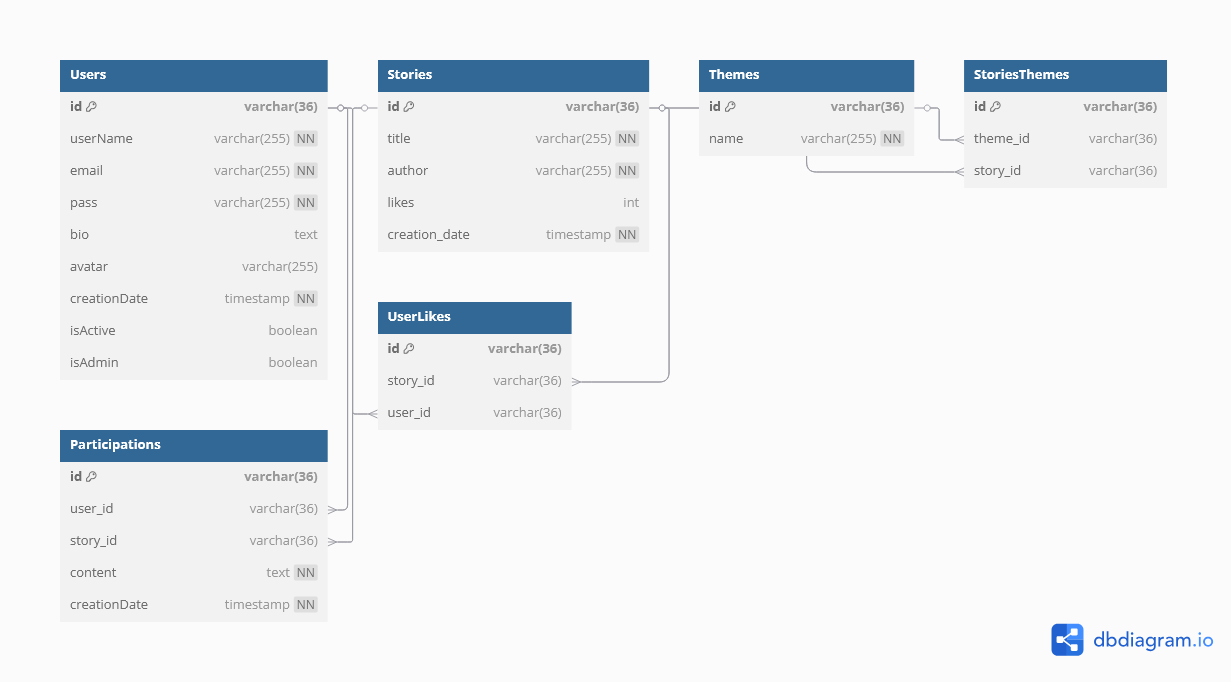 Users
id varchar(36)
userName varchar(255) NN
email varchar(255) NN
pass varchar(255) NN
bio text
avatar varchar(255)
creationDate timestamp NN
isActive boolean
isAdmin boolean
Stories
id varchar(36)
title varchar(255) NN
author varchar(255) NN
likes int
creation_date timestamp NN
Themes
id varchar(36)
name varchar(255) NN
StoriesThemes
id varchar(36)
theme_id varchar(36)
story_id varchar(36)
UserLikes
id varchar(36)
story_id varchar(36)
user_id varchar(36)
Participations
id varchar(36)
user_id varchar(36)
story_id varchar(36)
content text NN
creationDate timestamp NN
dbdiagram.io